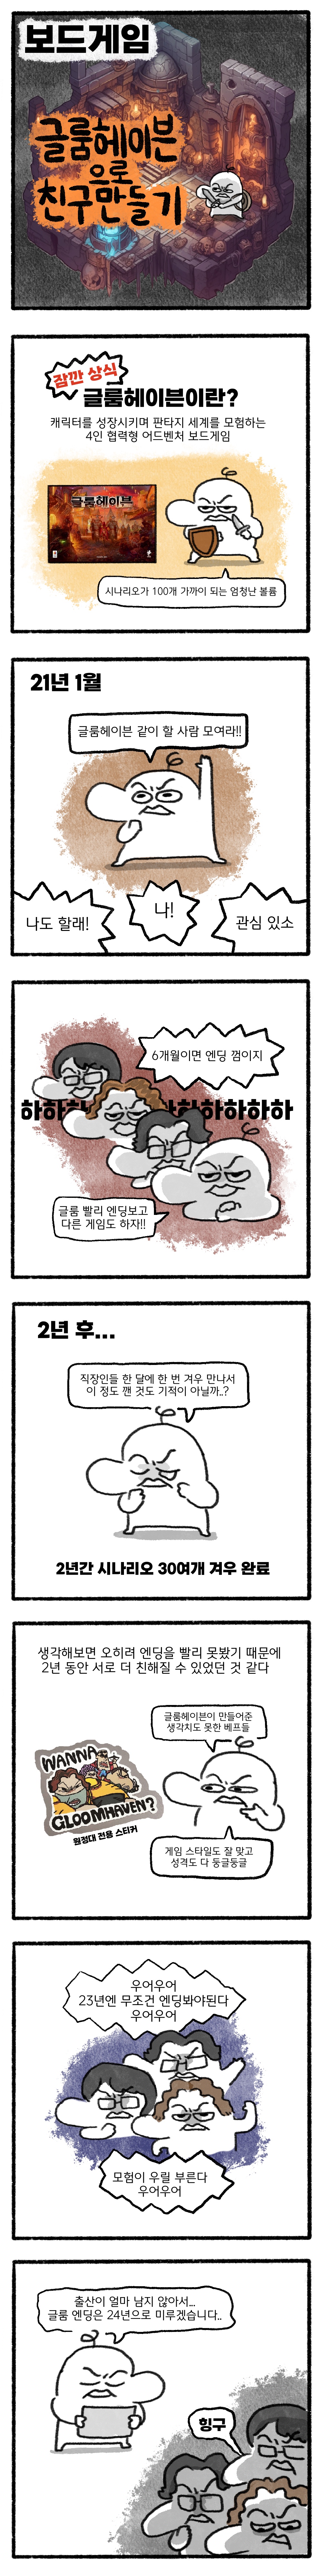 보드게임
글룸헤이븐
으로
친구만들기
잠깐 상식
글룸헤이븐이란?
캐릭터를 성장시키며 판타지 세계를 모험하는
4인 협력형 어드벤처 보드게임
글룸헤이븐
시나리오가 100개 가까이 되는 엄청난 볼륨
21년 1월
글룸헤이븐 같이 할 사람 모여라!!
나도 할래!
나!
관심 있소
6개월이면 엔딩 껌이지
하하하하하하하하
글룸 빨리 엔딩보고
다른 게임도 하자!!
2년 후...
직장인들 한 달에 한 번 겨우 만나서
이 정도 깬 것도 기적이 아닐까..?
2년간 시나리오 30여개 겨우 완료
생각해보면 오히려 엔딩을 빨리 못봤기 때문에
2년 동안 서로 더 친해질 수 있었던 것 같다
글룸헤이븐이 만들어준
생각치도 못한 베프들
WANNA
GLOOMHAVEN?
원정대 전용 스티커
게임 스타일도 잘 맞고
성격도 다 둥글둥글
우어우어
23년엔 무조건 엔딩봐야된다
우어우어
모험이 우릴 부른다
우어우어
출산이 얼마 남지 않아서...
글룸 엔딩은 24년으로 미루겠습니다..
힝구